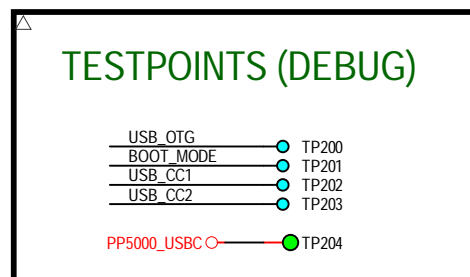 TESTPOINTS (DEBUG)
USB_OTG TP200
BOOT_MODE TP201
USB_CC1 TP202
USB_CC2 TP203
PP5000_USBC TP204